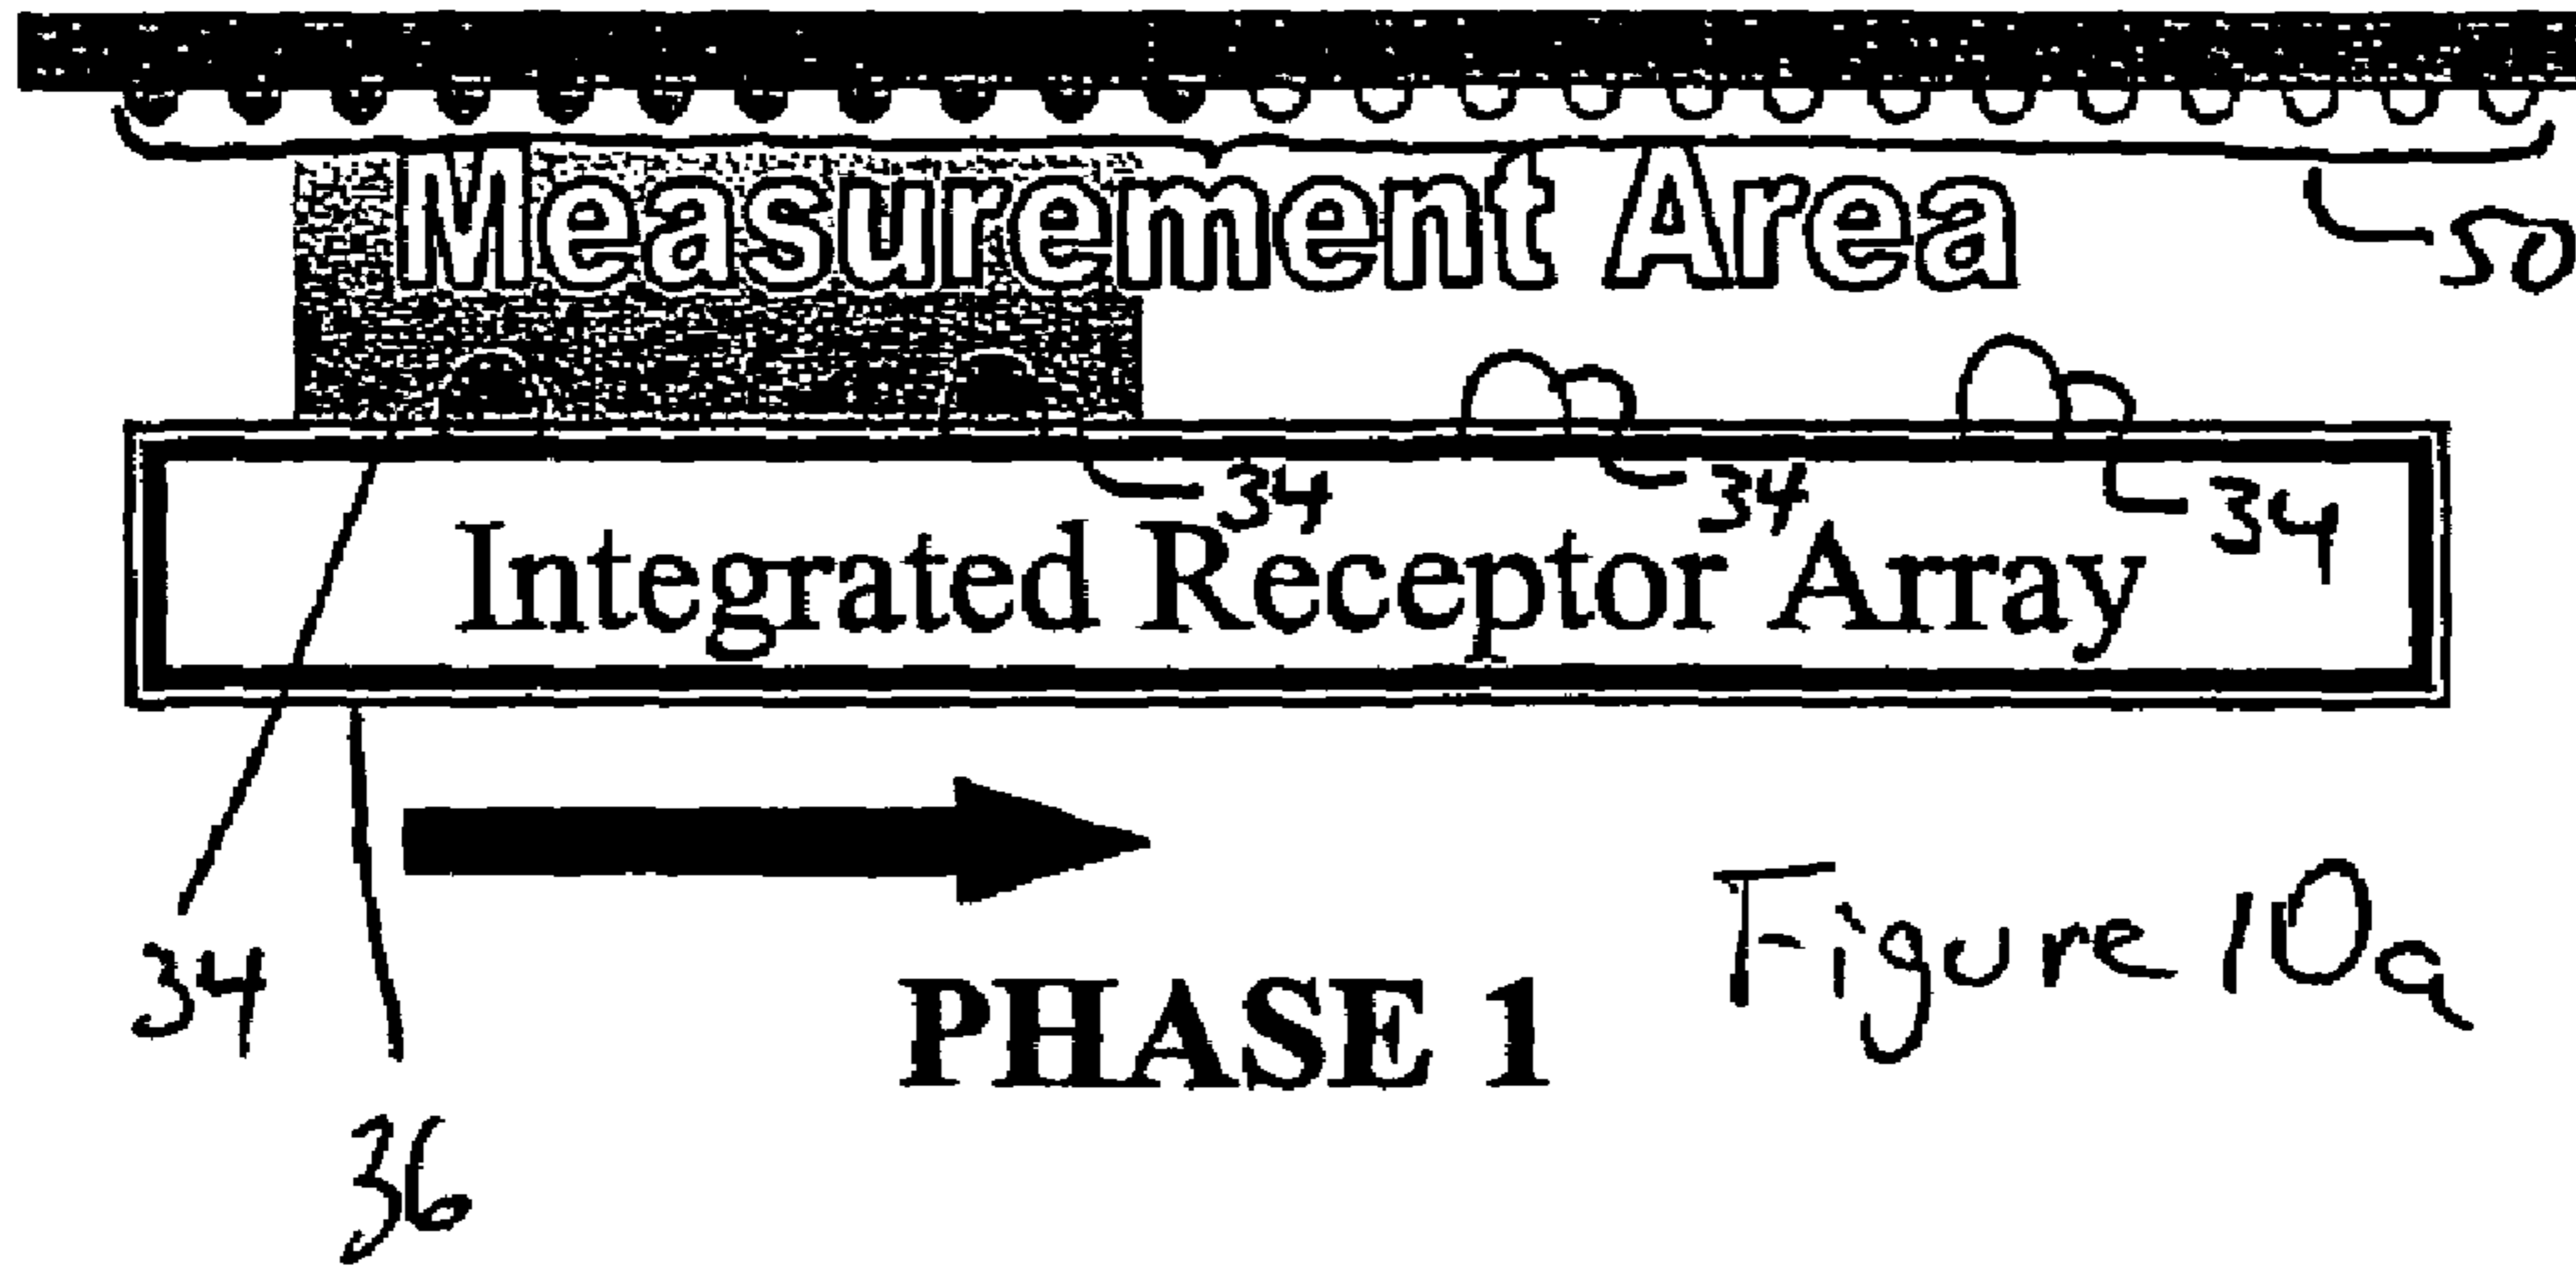 Measurement Area
50
34 34 34
Integrated Receptor Array
34
36
PHASE 1
Figure 10a